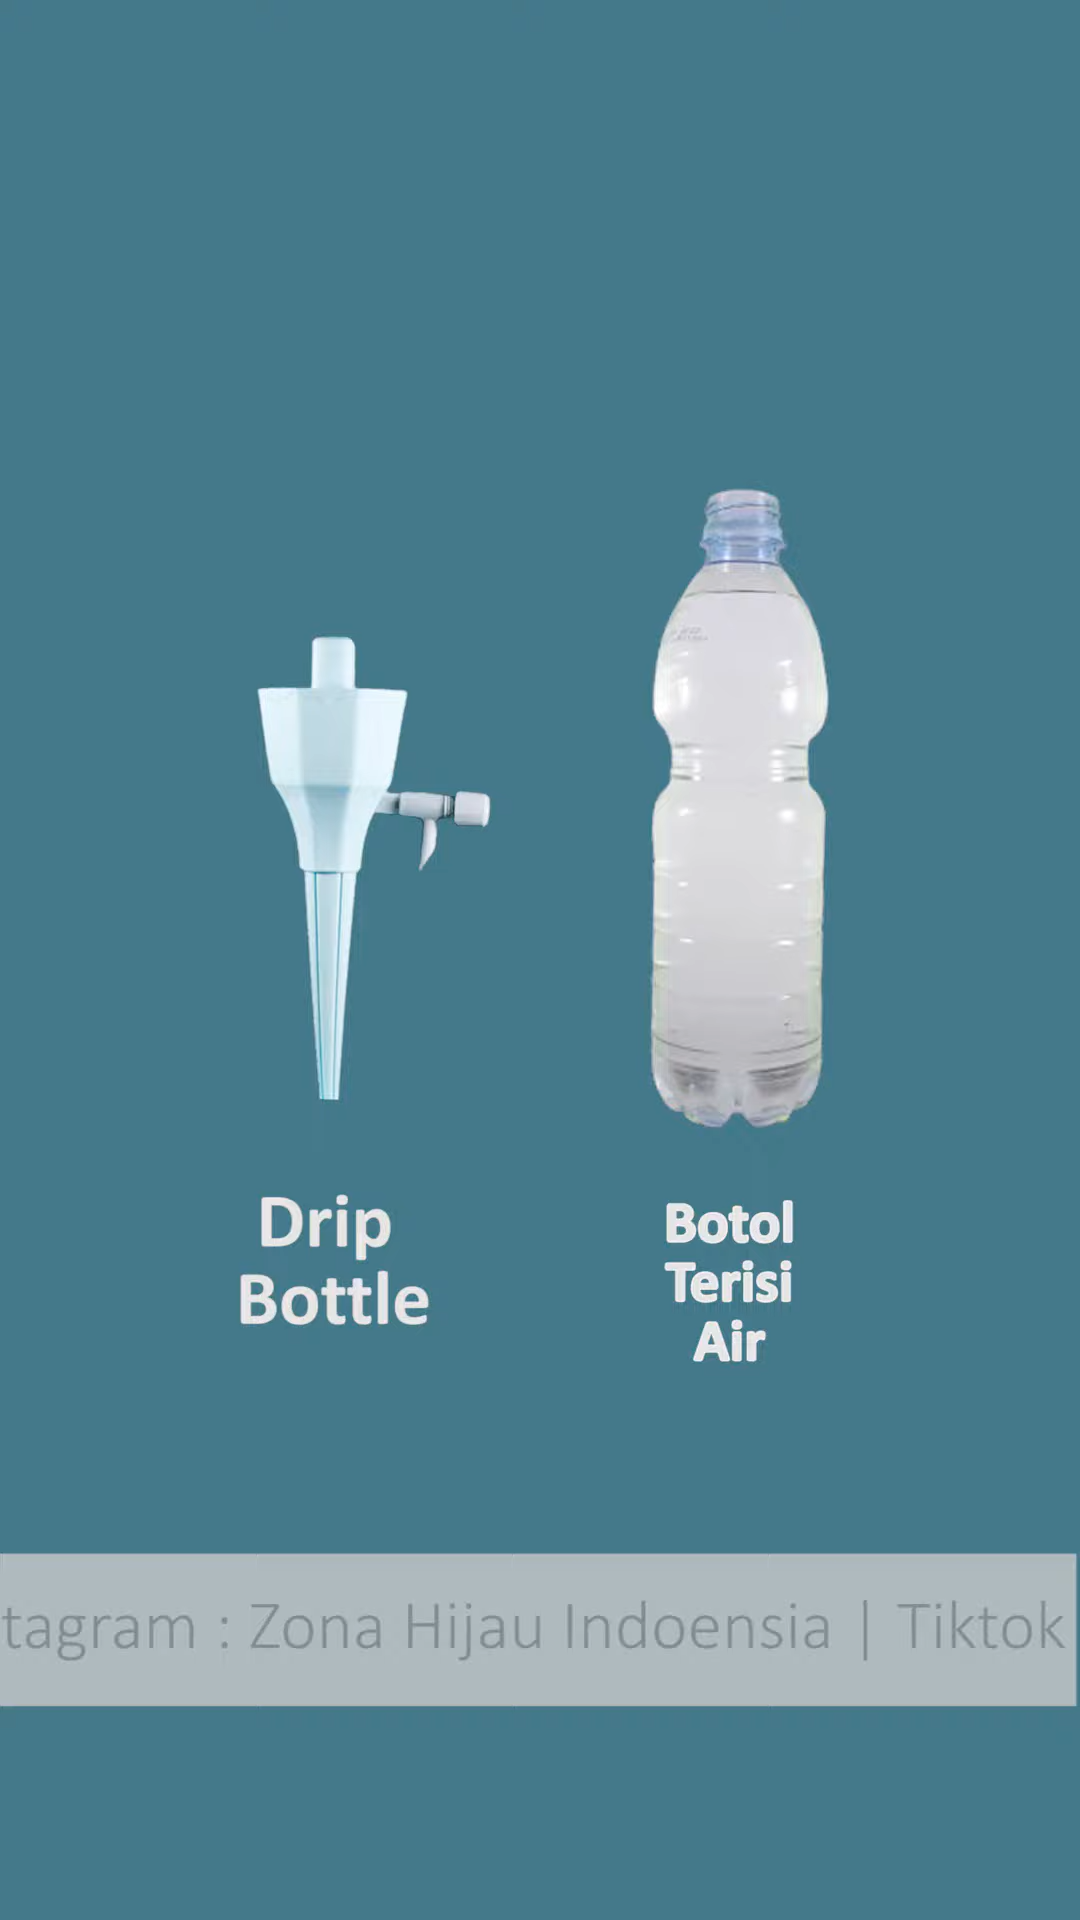 Drip
Bottle
Botol
Terisi
Air
tagram : Zona Hijau Indoensia | Tiktok